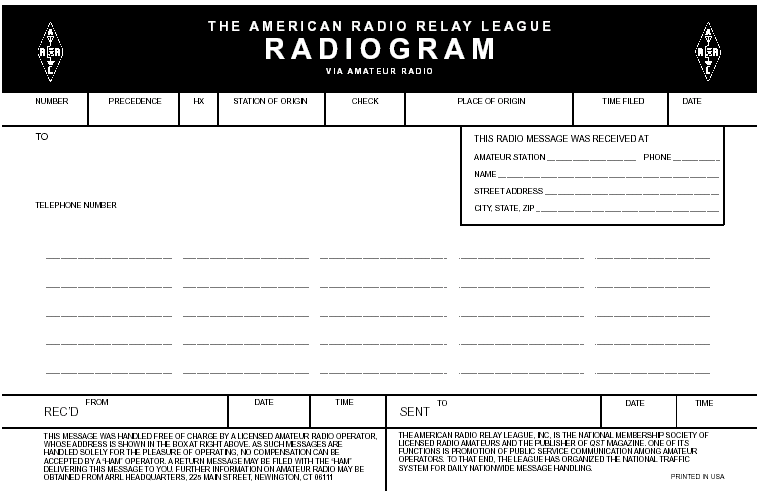 THE AMERICAN RADIO RELAY LEAGUE
RADIOGRAM
VIA AMATEUR RADIO
A
R R
L
A
R R
L
NUMBER PRECEDENCE HX STATION OF ORIGIN CHECK PLACE OF ORIGIN TIME FILED DATE
TO
TELEPHONE NUMBER
THIS RADIO MESSAGE WAS RECEIVED AT
AMATEUR STATION PHONE
NAME
STREET ADDRESS
CITY, STATE, ZIP
REC'D FROM DATE TIME
SENT TO DATE TIME
THIS MESSAGE WAS HANDLED FREE OF CHARGE BY A LICENSED AMATEUR RADIO OPERATOR,
WHOSE ADDRESS IS SHOWN IN THE BOX AT RIGHT ABOVE. AS SUCH MESSAGES ARE
HANDLED SOLELY FOR THE PLEASURE OF OPERATING, NO COMPENSATION CAN BE
ACCEPTED BY A "HAM" OPERATOR. A RETURN MESSAGE MAY BE FILED WITH THE "HAM"
DELIVERING THIS MESSAGE TO YOU. FURTHER INFORMATION ON AMATEUR RADIO MAY BE
OBTAINED FROM ARRL HEADQUARTERS, 225 MAIN STREET, NEWINGTON, CT 06111
THE AMERICAN RADIO RELAY LEAGUE, INC. IS THE NATIONAL MEMBERSHIP SOCIETY OF
LICENSED RADIO AMATEURS AND THE PUBLISHER OF QST MAGAZINE. ONE OF ITS
FUNCTIONS IS PROMOTION OF PUBLIC SERVICE COMMUNICATION AMONG AMATEUR
OPERATORS. TO THAT END, THE LEAGUE HAS ORGANIZED THE NATIONAL TRAFFIC
SYSTEM FOR DAILY NATIONWIDE MESSAGE HANDLING.
PRINTED IN USA